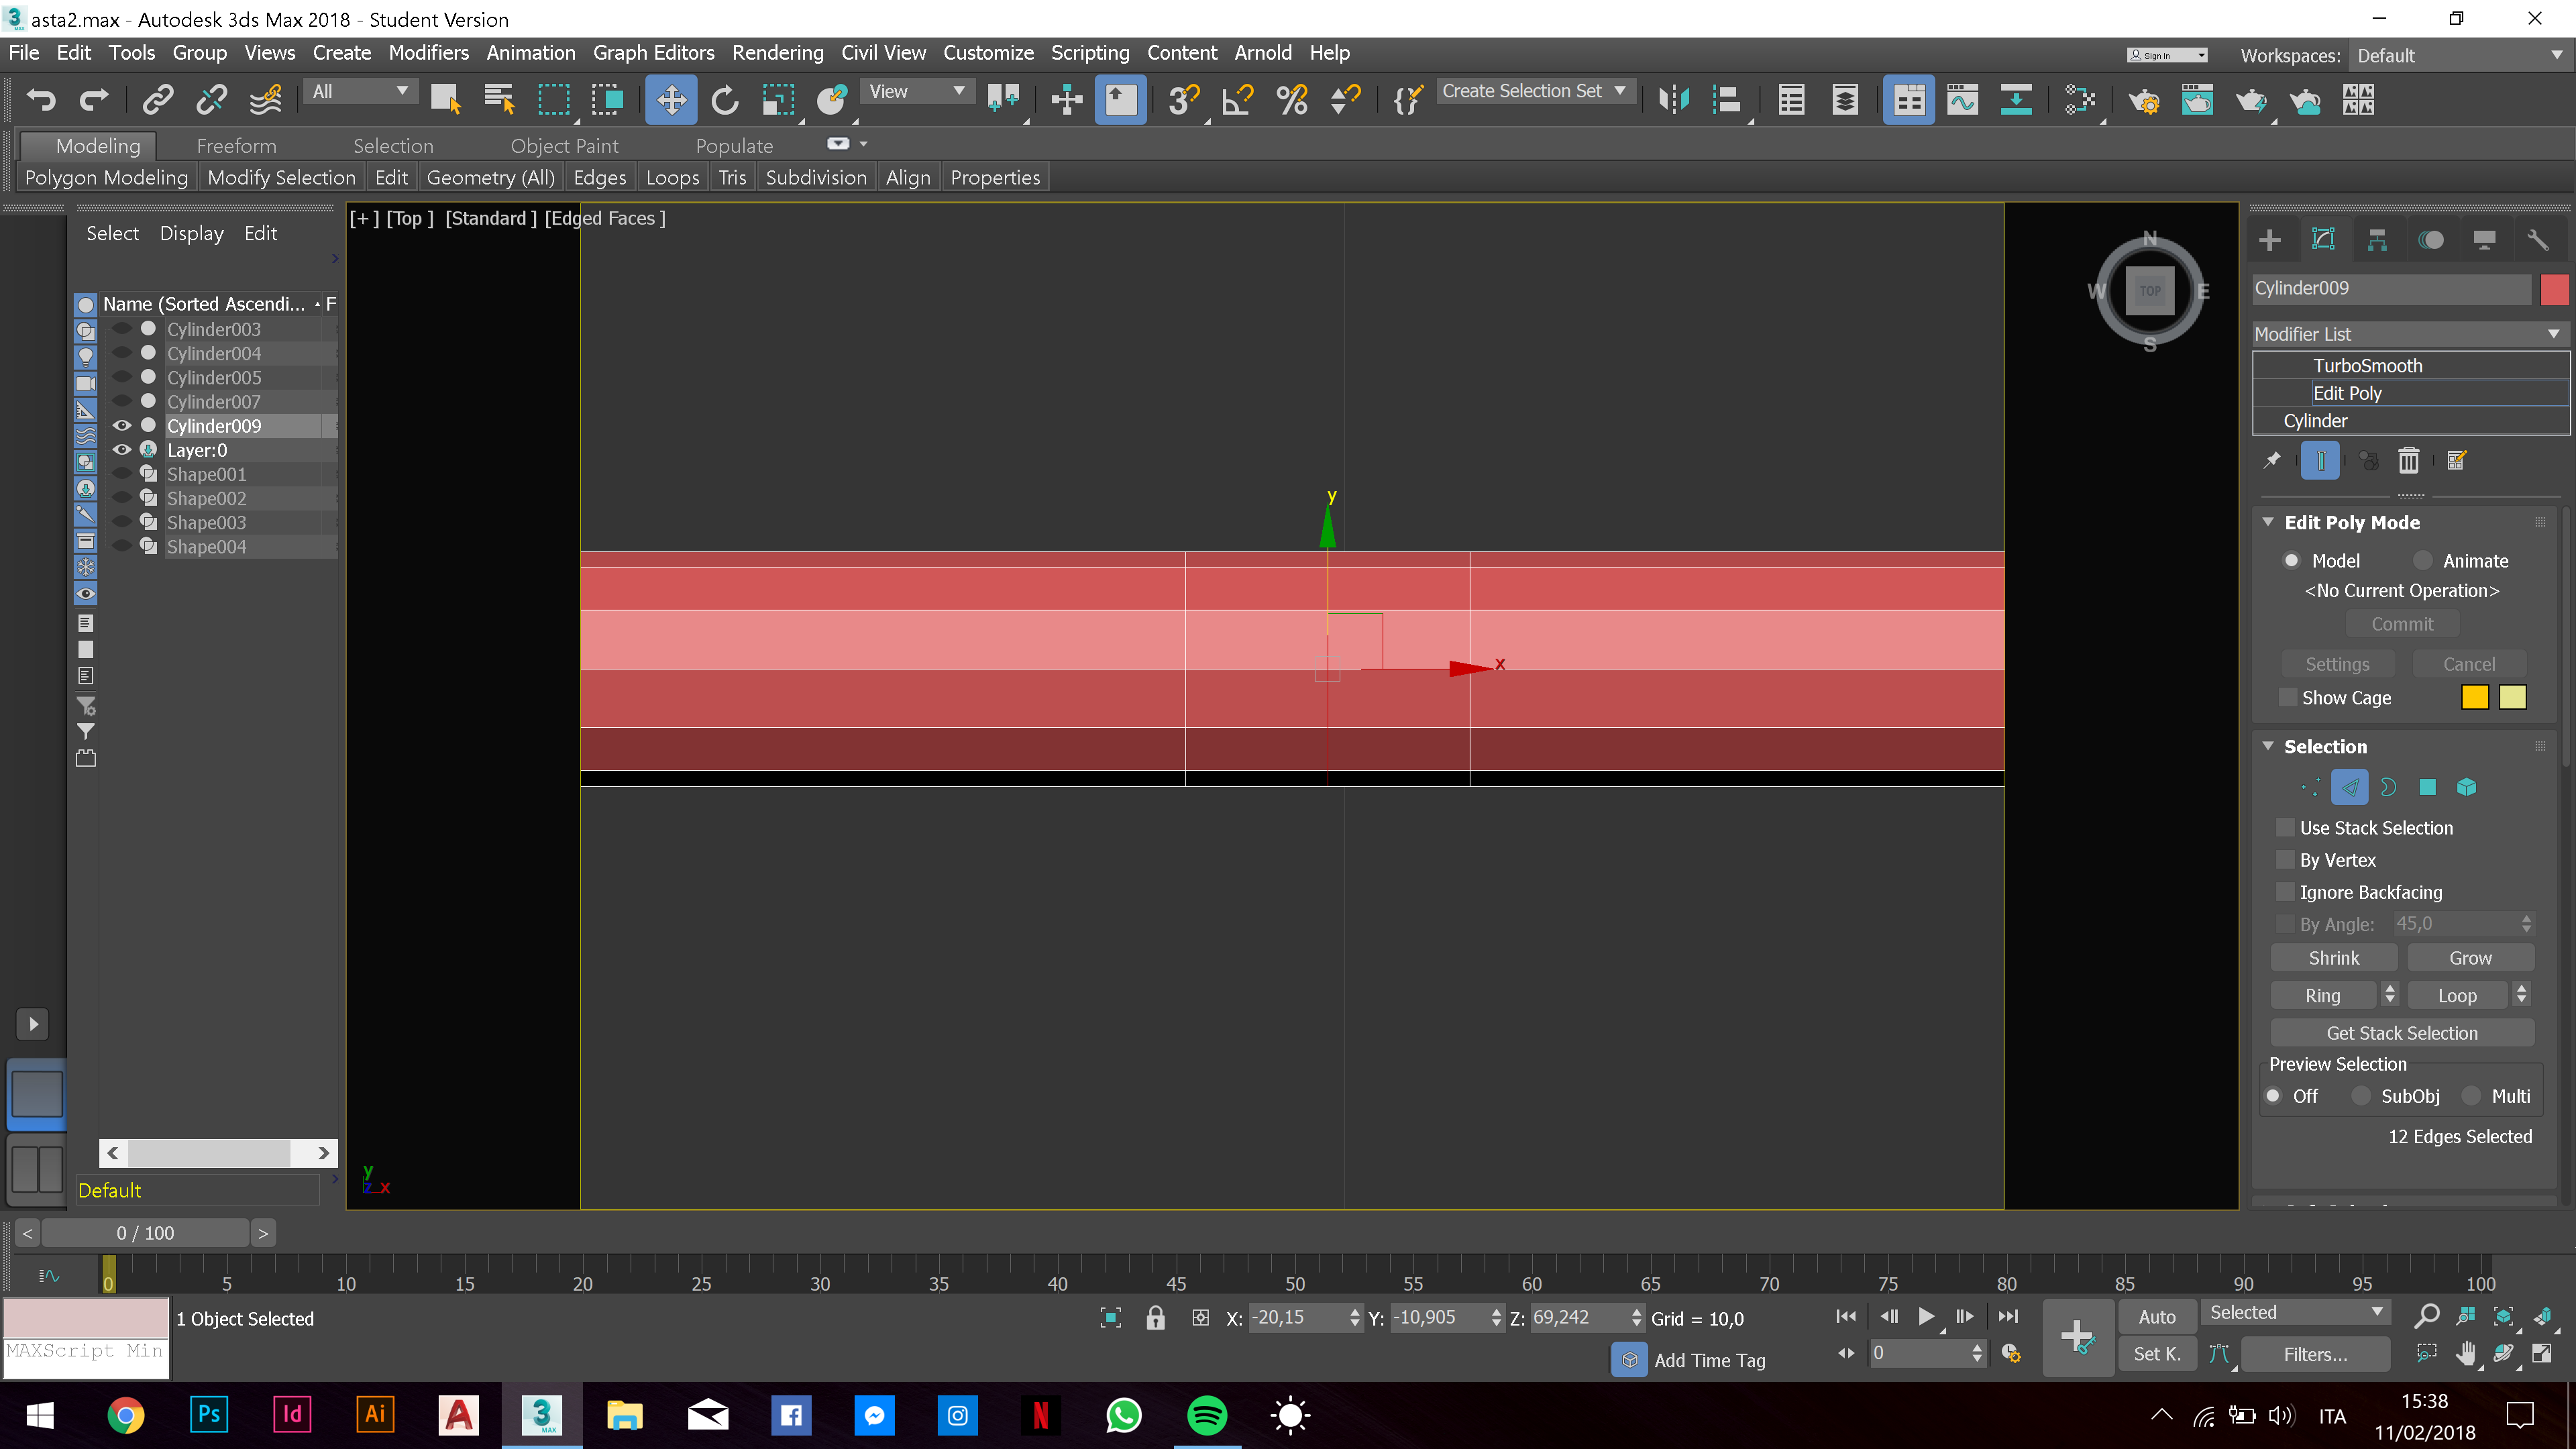 asta2.max - Autodesk 3ds Max 2018 - Student Version
File Edit Tools Group Views Create Modifiers Animation Graph Editors Rendering Civil View Customize Scripting Content Arnold Help
Sign In Workspaces: Default
All View Create Selection Set
Modeling Freeform Selection Object Paint Populate
Polygon Modeling Modify Selection Edit Geometry (All) Edges Loops Tris Subdivision Align Properties
Select Display Edit
Name (Sorted Ascendi... F
Cylinder003
Cylinder004
Cylinder005
Cylinder007
Cylinder009
Layer:0
Shape001
Shape002
Shape003
Shape004
Default
[+] [Top ] [Standard ] [Edged Faces ]
y
x
y
z x
N
W TOP E
S
Cylinder009
Modifier List
TurboSmooth
Edit Poly
Cylinder
Edit Poly Mode
Model Animate
<No Current Operation>
Commit
Settings Cancel
Show Cage
Selection
Use Stack Selection
By Vertex
Ignore Backfacing
By Angle: 45,0
Shrink Grow
Ring Loop
Get Stack Selection
Preview Selection
Off SubObj Multi
12 Edges Selected
< 0 / 100 >
0 5 10 15 20 25 30 35 40 45 50 55 60 65 70 75 80 85 90 95 100
1 Object Selected X: -20,15 Y: -10,905 Z: 69,242 Grid = 10,0 Auto Selected
MAXScript Min Add Time Tag 0 Set K. Filters...
Ps Id Ai A 3 MAX N ITA
15:38
11/02/2018